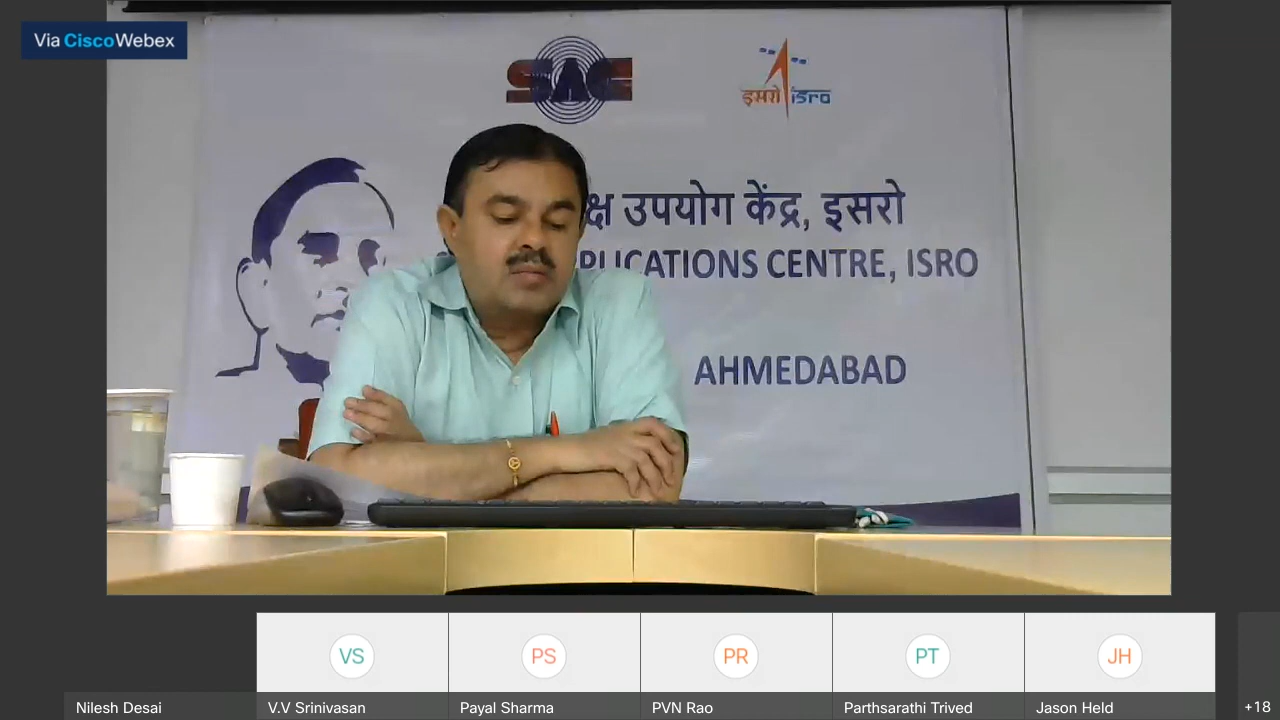 Via CiscoWebex
SAC
इसरो isro
क्ष उपयोग केंद्र, इसरो
PLICATIONS CENTRE, ISRO
AHMEDABAD
VS
PS
PR
PT
JH
Nilesh Desai
V.V Srinivasan
Payal Sharma
PVN Rao
Parthsarathi Trived
Jason Held
+18